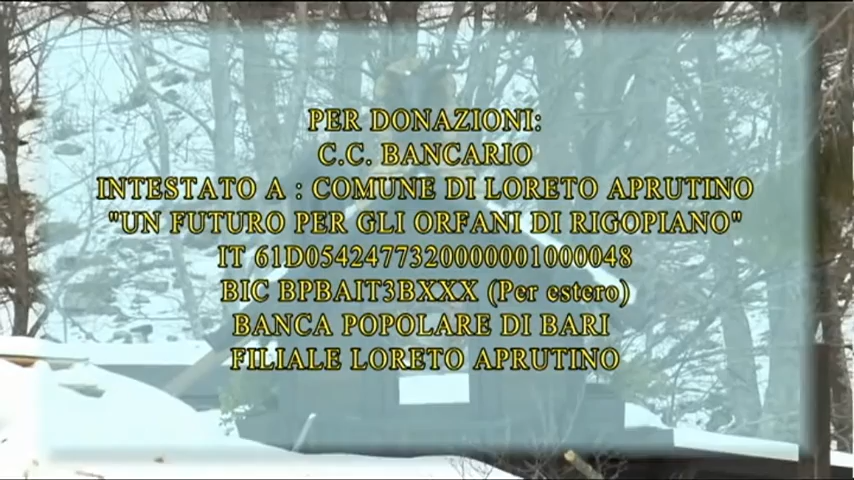 PER DONAZIONI:
C.C. BANCARIO
INTESTATO A : COMUNE DI LORETO APRUTINO
"UN FUTURO PER GLI ORFANI DI RIGOPIANO"
IT 61D0542477320000001000048
BIC BPBAIT3BXXX (Per estero)
BANCA POPOLARE DI BARI
FILIALE LORETO APRUTINO